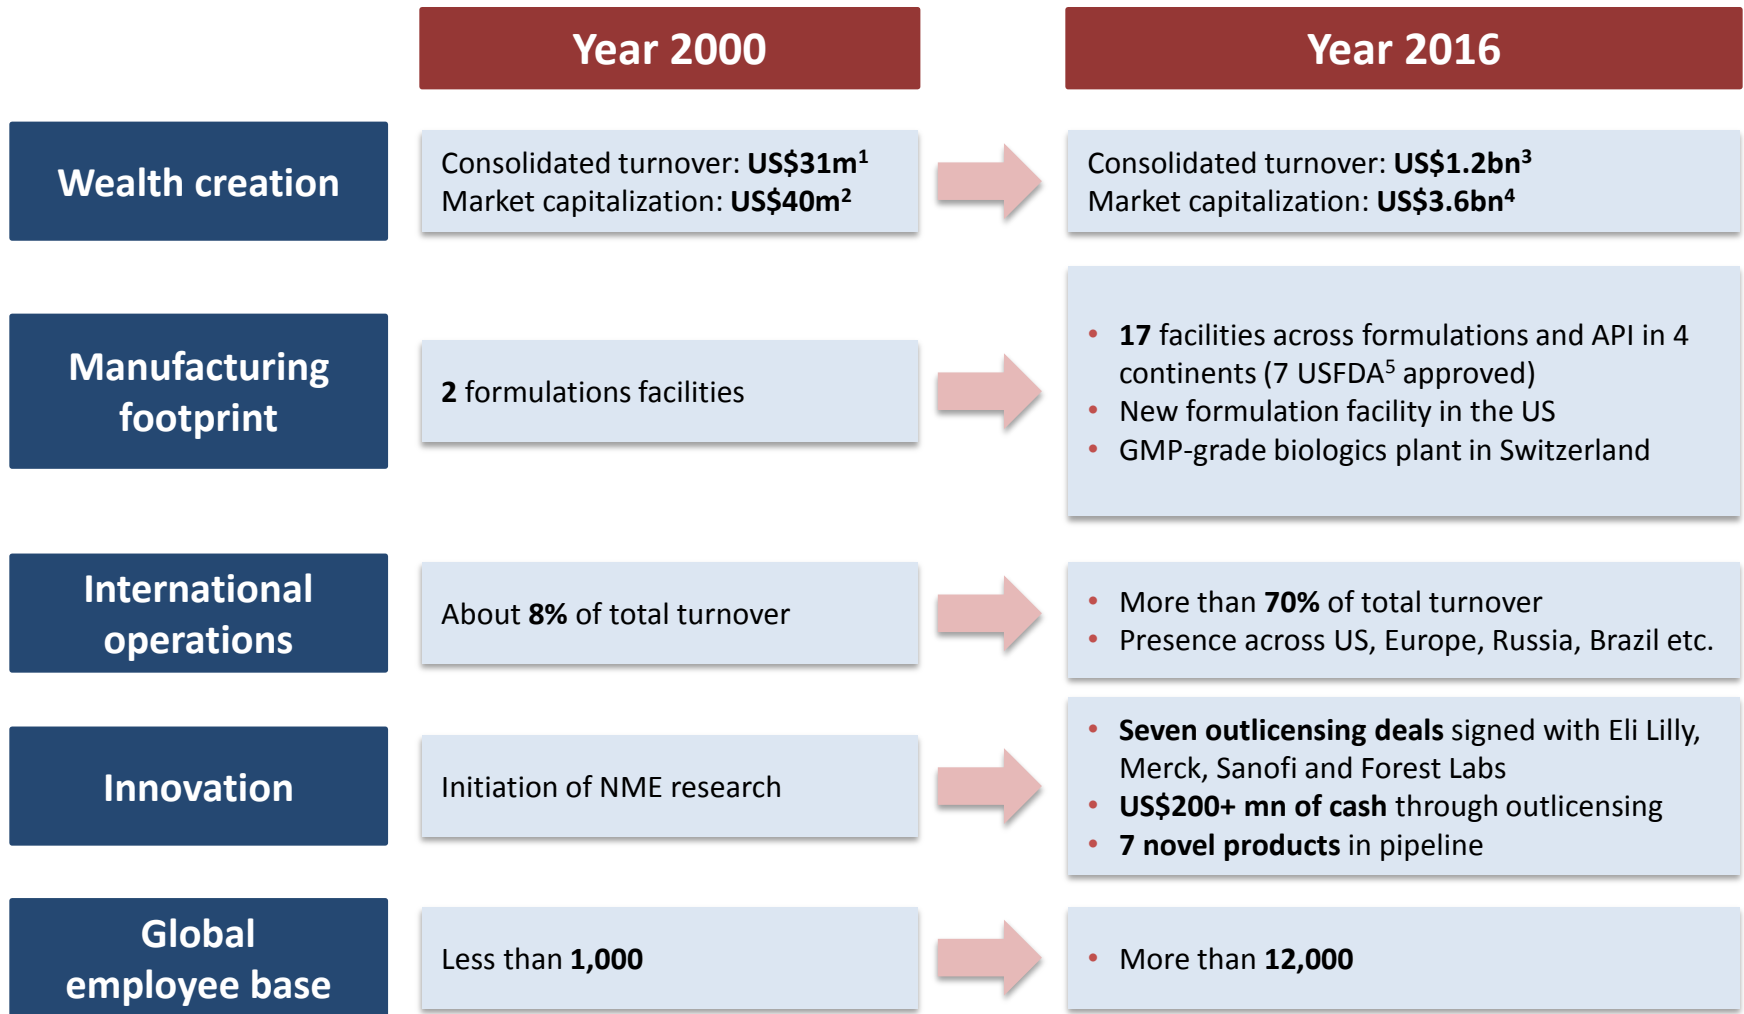 Year 2000
Year 2016
Wealth creation
Consolidated turnover: US$31m¹
Market capitalization: US$40m²
Consolidated turnover: US$1.2bn³
Market capitalization: US$3.6bn⁴
Manufacturing
footprint
2 formulations facilities
• 17 facilities across formulations and API in 4
continents (7 USFDA⁵ approved)
• New formulation facility in the US
• GMP-grade biologics plant in Switzerland
International
operations
About 8% of total turnover
• More than 70% of total turnover
• Presence across US, Europe, Russia, Brazil etc.
Innovation
Initiation of NME research
• Seven outlicensing deals signed with Eli Lilly,
Merck, Sanofi and Forest Labs
• US$200+ mn of cash through outlicensing
• 7 novel products in pipeline
Global
employee base
Less than 1,000
• More than 12,000